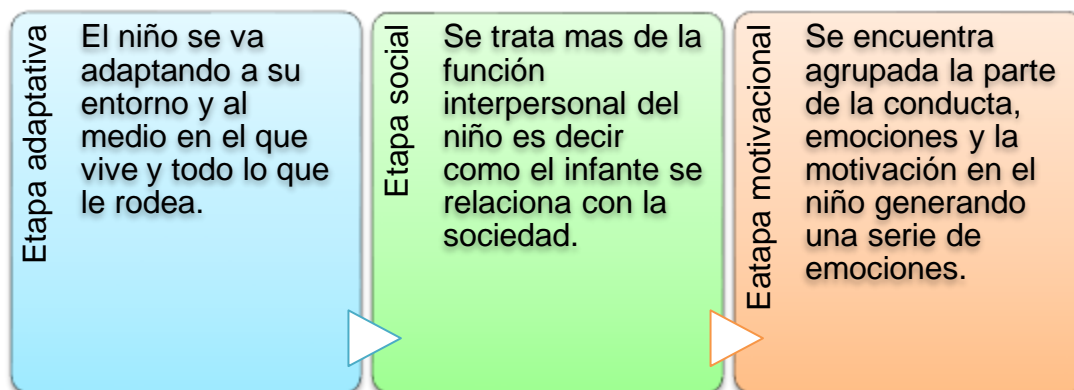 Etapa adaptativa
El niño se va
adaptando a su
entorno y al
medio en el que
vive y todo lo que
le rodea.
Etapa social
Se trata mas de la
función
interpersonal del
niño es decir
como el infante se
relaciona con la
sociedad.
Eatapa motivacional
Se encuentra
agrupada la parte
de la conducta,
emociones y la
motivación en el
niño generando
una serie de
emociones.